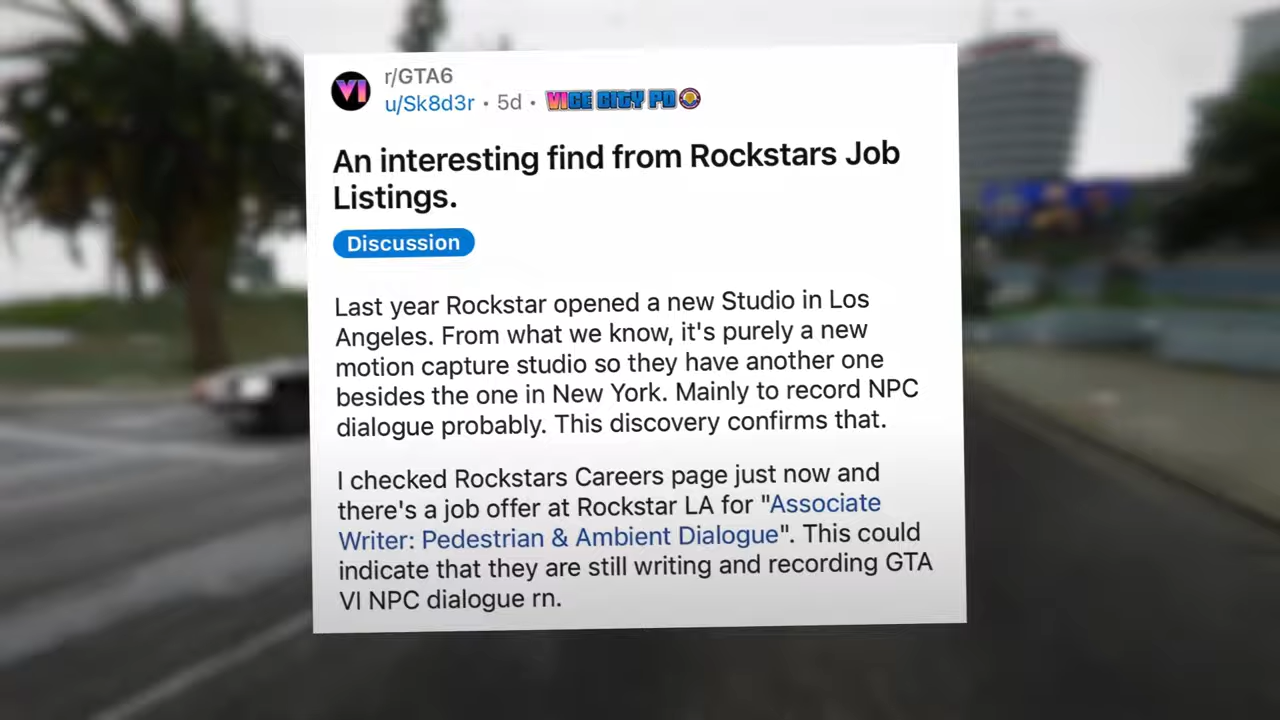 VI
r/GTA6
u/Sk8d3r • 5d • VICE CITY PD
An interesting find from Rockstars Job
Listings.
Discussion
Last year Rockstar opened a new Studio in Los
Angeles. From what we know, it's purely a new
motion capture studio so they have another one
besides the one in New York. Mainly to record NPC
dialogue probably. This discovery confirms that.
I checked Rockstars Careers page just now and
there's a job offer at Rockstar LA for "Associate
Writer: Pedestrian & Ambient Dialogue". This could
indicate that they are still writing and recording GTA
VI NPC dialogue rn.